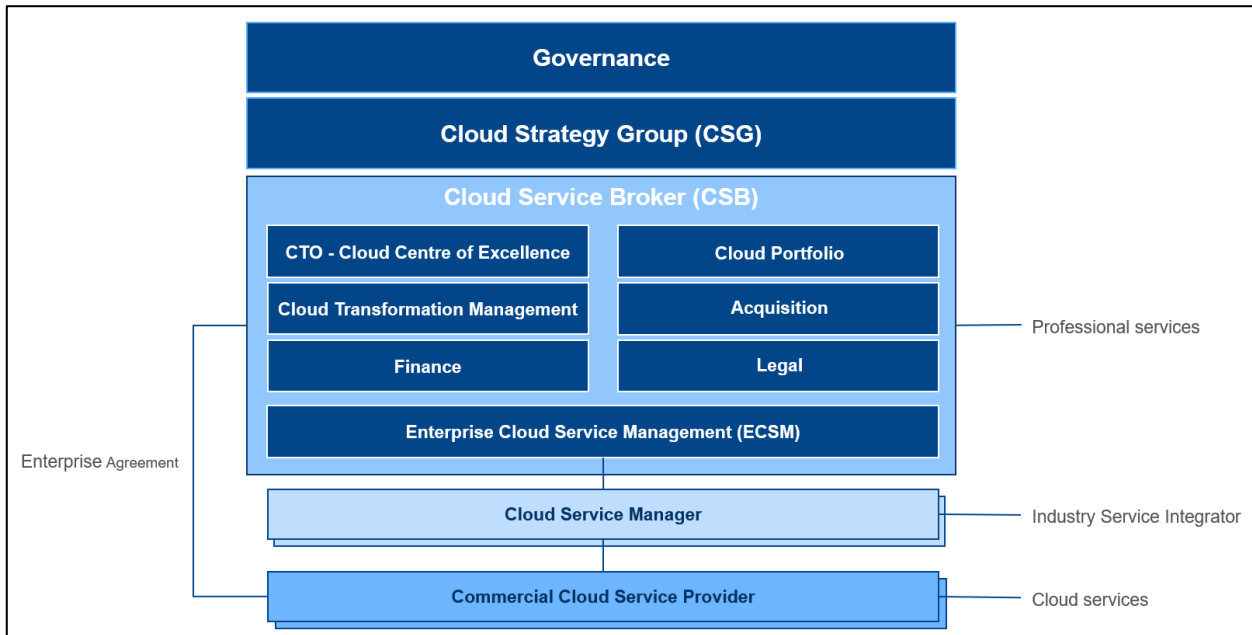 Governance
Cloud Strategy Group (CSG)
Cloud Service Broker (CSB)
CTO - Cloud Centre of Excellence
Cloud Portfolio
Cloud Transformation Management
Acquisition
Professional services
Finance
Legal
Enterprise Cloud Service Management (ECSM)
Enterprise Agreement
Cloud Service Manager
Industry Service Integrator
Commercial Cloud Service Provider
Cloud services